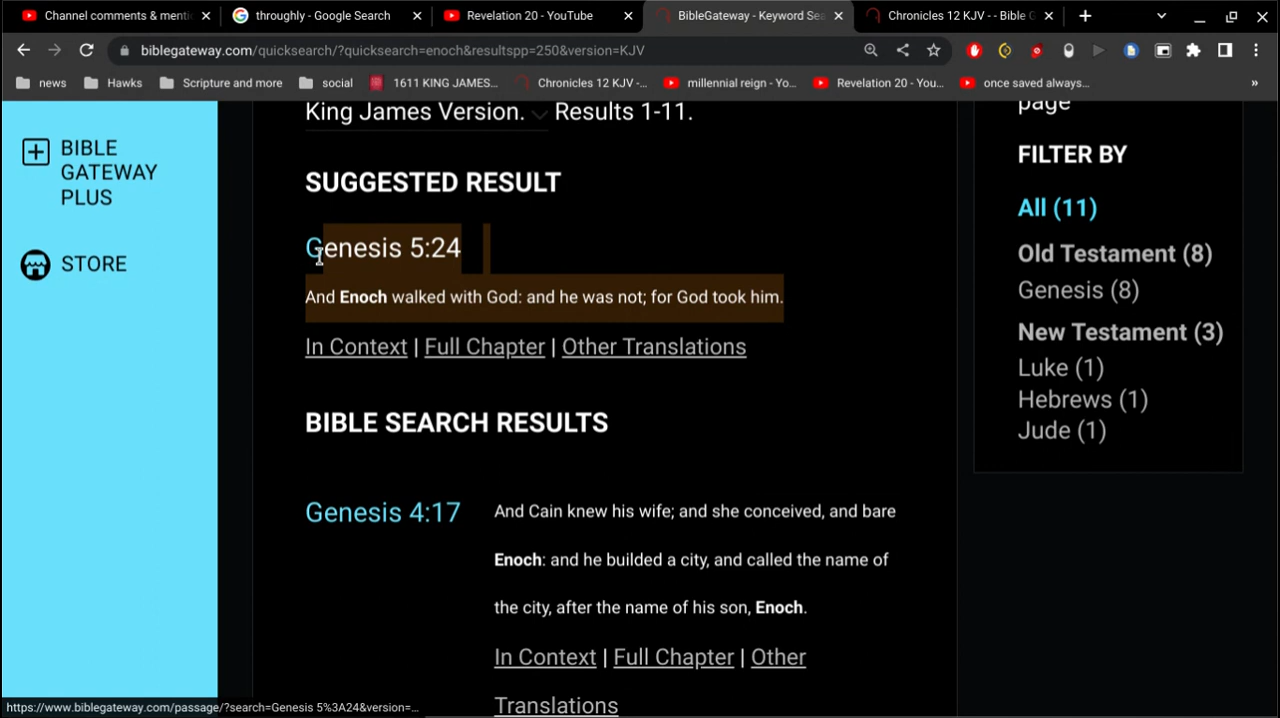 Channel comments & menti
throughly - Google Search
Revelation 20 - YouTube
BibleGateway - Keyword Sea
Chronicles 12 KJV - - Bible G
biblegateway.com/quicksearch/?quicksearch=enoch&resultspp=250&version=KJV
news
Hawks
Scripture and more
social
1611 KING JAMES...
Chronicles 12 KJV -...
millennial reign - Yo...
Revelation 20 - You...
once saved always...
»
BIBLE
GATEWAY
PLUS
STORE
King James Version. Results 1-11.
SUGGESTED RESULT
Genesis 5:24
And Enoch walked with God: and he was not; for God took him.
In Context | Full Chapter | Other Translations
BIBLE SEARCH RESULTS
Genesis 4:17
And Cain knew his wife; and she conceived, and bare
Enoch: and he builded a city, and called the name of
the city, after the name of his son, Enoch.
In Context | Full Chapter | Other
Translations
page
FILTER BY
All (11)
Old Testament (8)
Genesis (8)
New Testament (3)
Luke (1)
Hebrews (1)
Jude (1)
https://www.biblegateway.com/passage/?search=Genesis 5%3A24&version=...